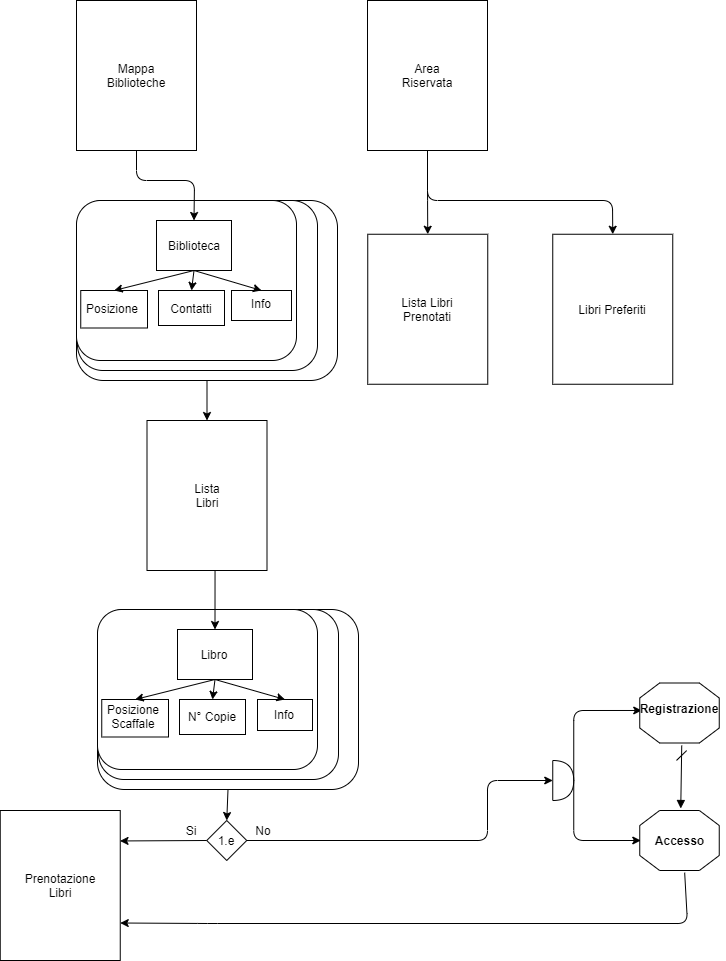 Mappa
Biblioteche
Area
Riservata
Biblioteca
Posizione
Contatti
Info
Lista Libri
Prenotati
Libri Preferiti
Lista
Libri
Libro
Posizione
Scaffale
N° Copie
Info
Registrazione
Si
No
1.e
Accesso
Prenotazione
Libri